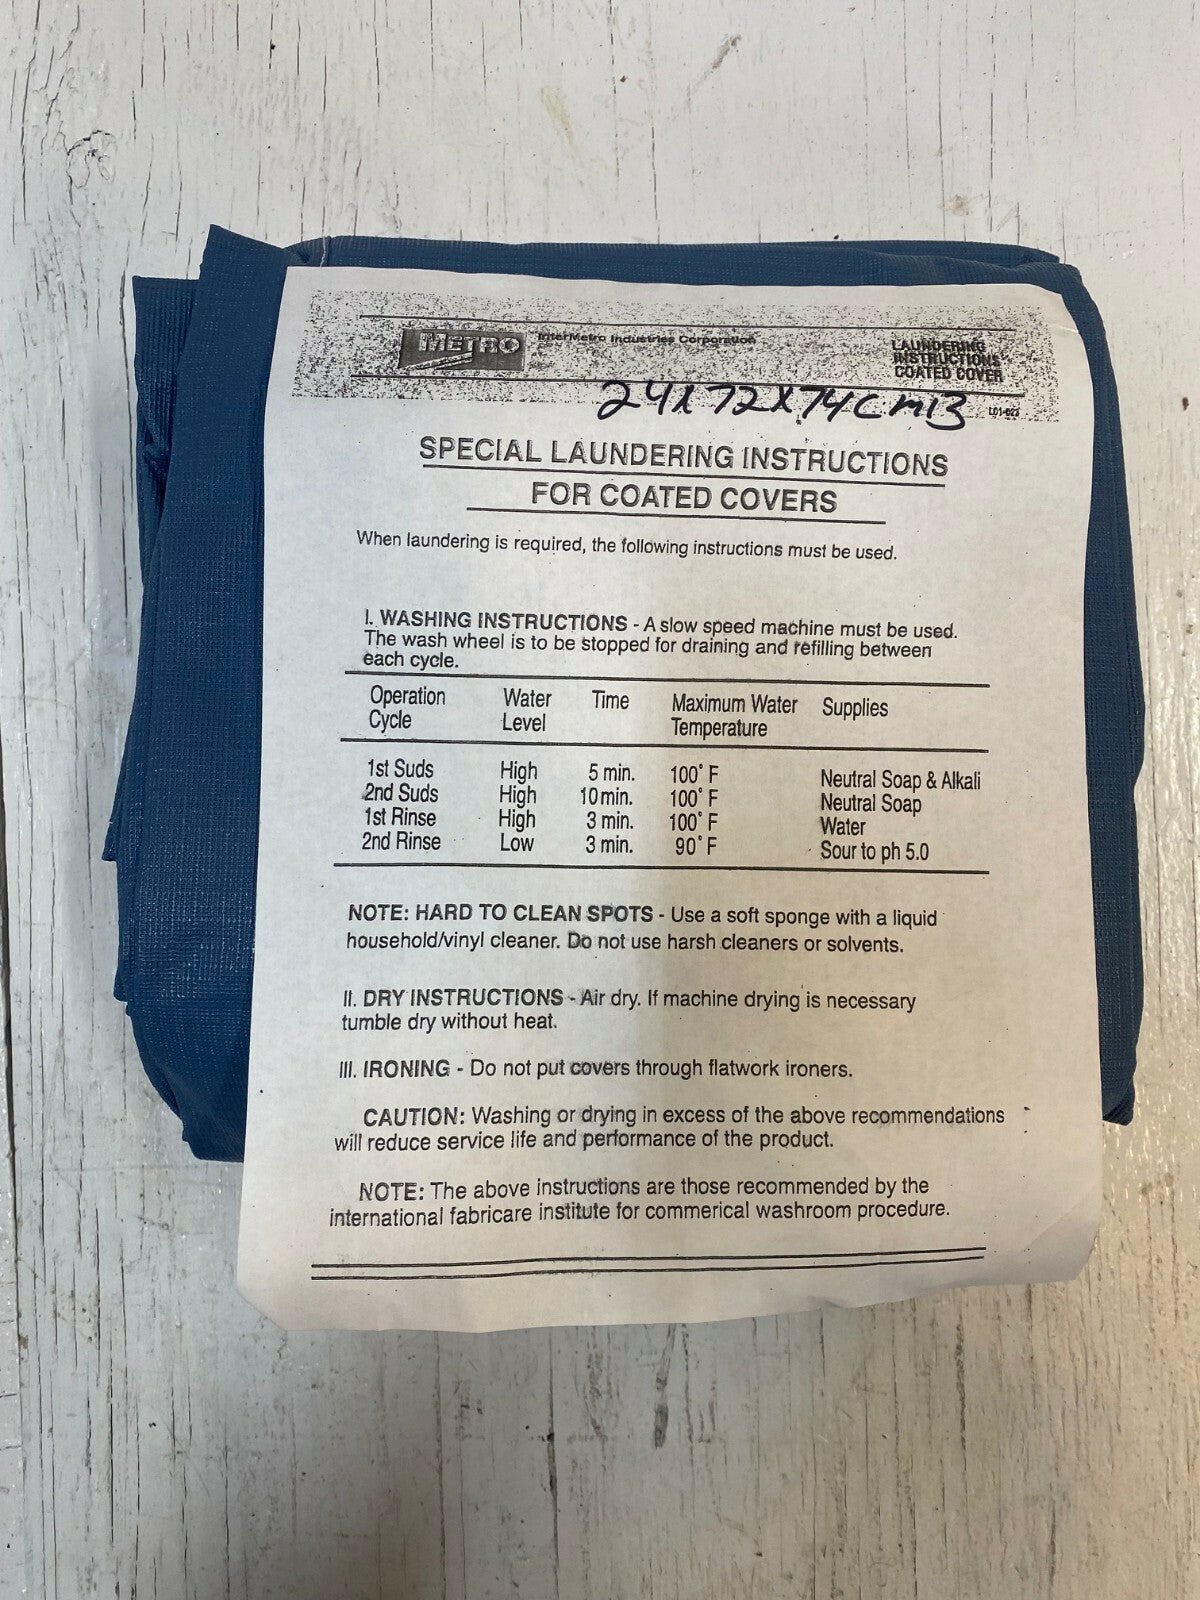 METRO InterMetro Industries Corporation
LAUNDERING
INSTRUCTIONS
COATED COVER
24x72x74CMB
L01-023
SPECIAL LAUNDERING INSTRUCTIONS
FOR COATED COVERS
When laundering is required, the following instructions must be used.
I. WASHING INSTRUCTIONS - A slow speed machine must be used.
The wash wheel is to be stopped for draining and refilling between
each cycle.
Operation Cycle Water Level Time Maximum Water Temperature Supplies
1st Suds High 5 min. 100° F Neutral Soap & Alkali
2nd Suds High 10 min. 100° F Neutral Soap
1st Rinse High 3 min. 100° F Water
2nd Rinse Low 3 min. 90° F Sour to ph 5.0
NOTE: HARD TO CLEAN SPOTS - Use a soft sponge with a liquid
household/vinyl cleaner. Do not use harsh cleaners or solvents.
II. DRY INSTRUCTIONS - Air dry. If machine drying is necessary
tumble dry without heat.
III. IRONING - Do not put covers through flatwork ironers.
CAUTION: Washing or drying in excess of the above recommendations
will reduce service life and performance of the product.
NOTE: The above instructions are those recommended by the
international fabricare institute for commerical washroom procedure.